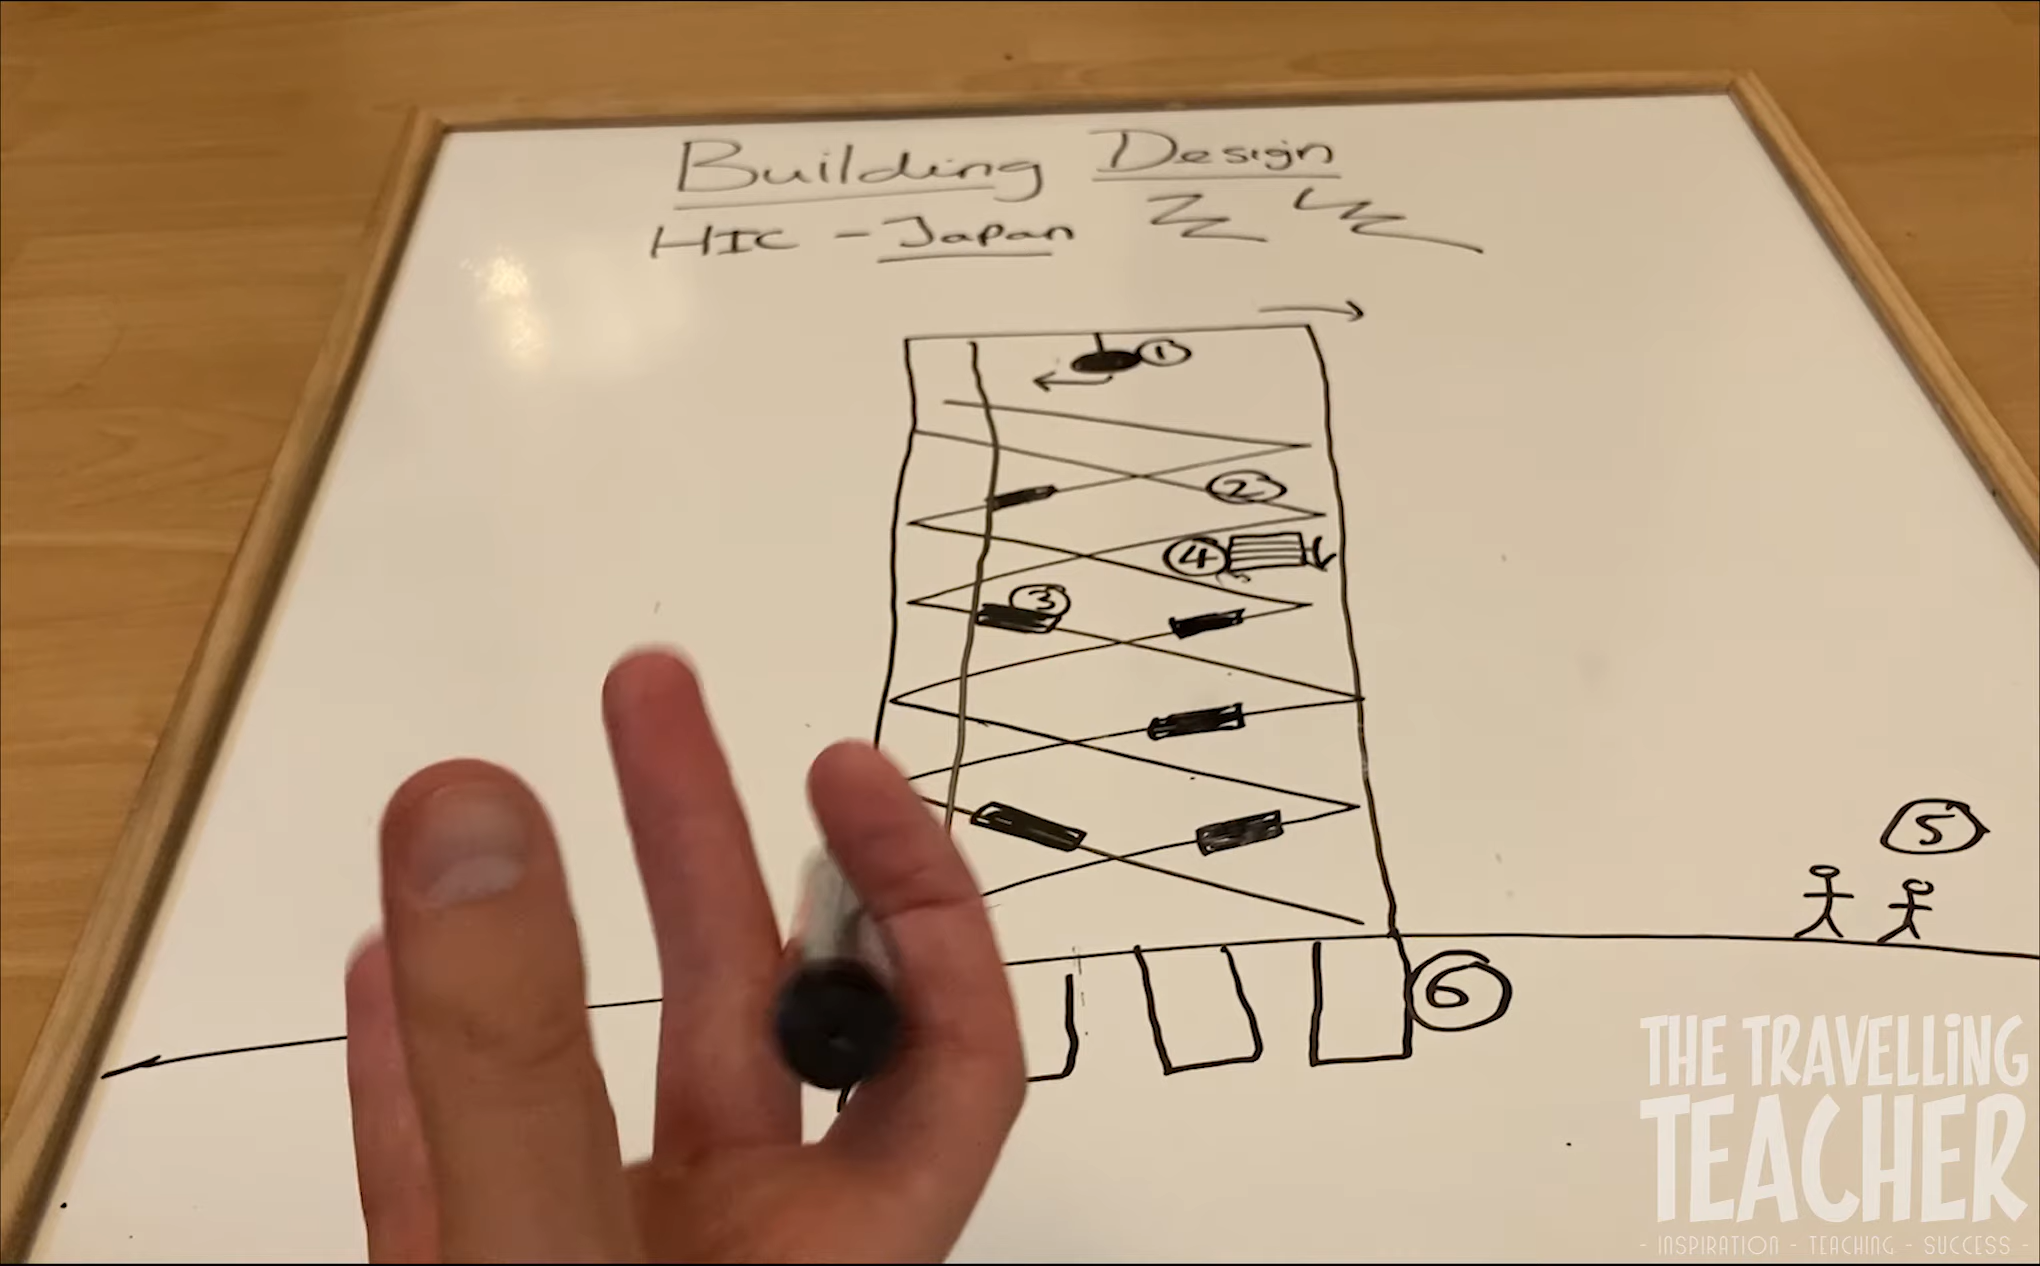 Building Design
HIC - Japan
1
2
4
3
5
6
THE TRAVELLiNG
TEACHER
- INSPIRATION - TEACHING - SUCCESS -